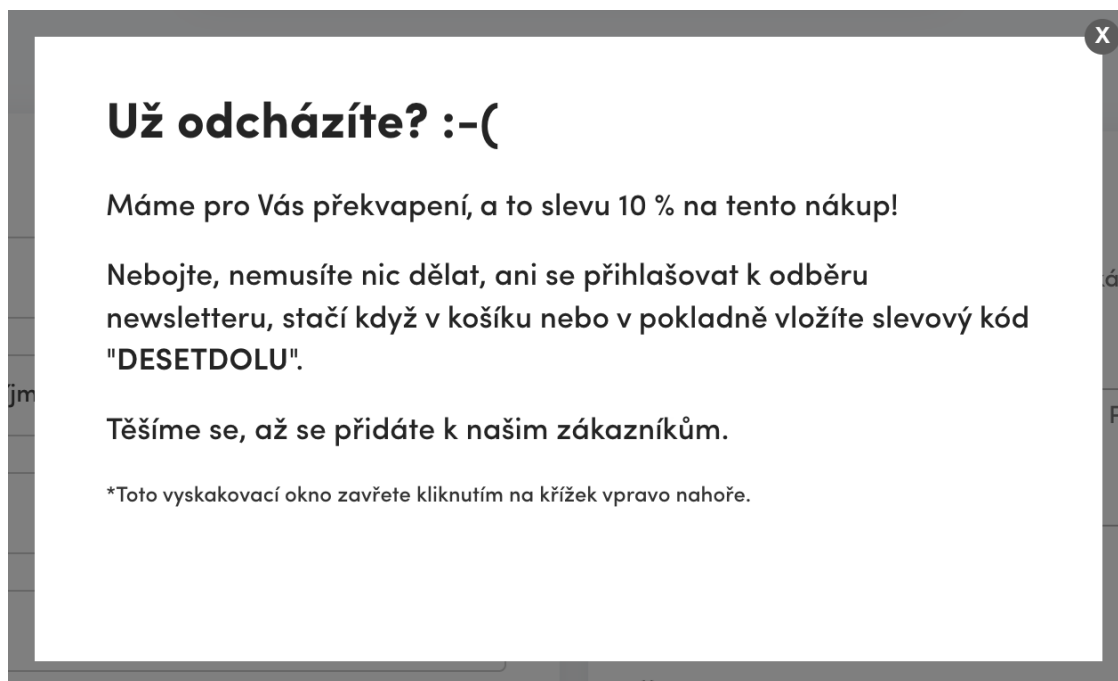 X
Už odcházíte? :-(
Máme pro Vás překvapení, a to slevu 10 % na tento nákup!
Nebojte, nemusíte nic dělat, ani se přihlašovat k odběru
newsletteru, stačí když v košíku nebo v pokladně vložíte slevový kód
"DESETDOLU".
Těšíme se, až se přidáte k našim zákazníkům.
*Toto vyskakovací okno zavřete kliknutím na křížek vpravo nahoře.